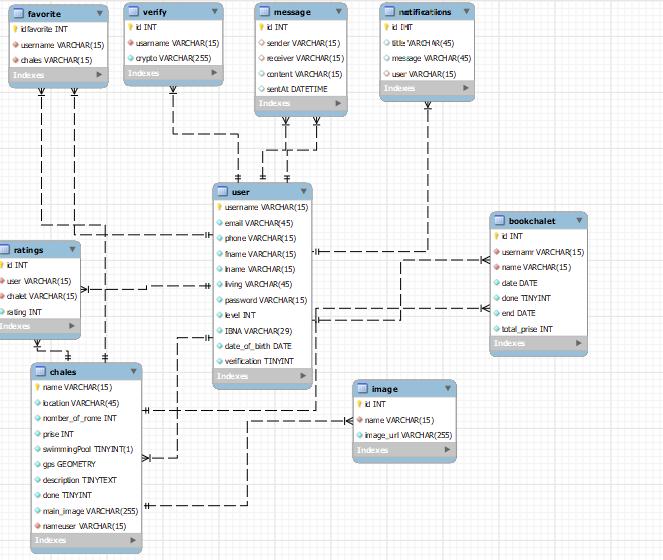 favorite
idfavorite INT
username VARCHAR(15)
chales VARCHAR(15)
Indexes
verify
id INT
username VARCHAR(15)
crypto VARCHAR(255)
Indexes
message
id INT
sender VARCHAR(15)
receiver VARCHAR(15)
content VARCHAR(15)
sentAt DATETIME
Indexes
notifications
id INT
title VARCHAR(45)
message VARCHAR(45)
user VARCHAR(15)
Indexes
user
username VARCHAR(15)
email VARCHAR(45)
phone VARCHAR(15)
fname VARCHAR(15)
lname VARCHAR(15)
living VARCHAR(45)
password VARCHAR(15)
level INT
IBNA VARCHAR(29)
date_of_birth DATE
verification TINYINT
Indexes
bookchalet
id INT
usernamr VARCHAR(15)
name VARCHAR(15)
date DATE
done TINYINT
end DATE
total_prise INT
Indexes
ratings
id INT
user VARCHAR(15)
chalet VARCHAR(15)
rating INT
Indexes
chales
name VARCHAR(15)
location VARCHAR(45)
nomber_of_rome INT
prise INT
swimmingPool TINYINT(1)
gps GEOMETRY
description TINYTEXT
done TINYINT
main_image VARCHAR(255)
nameuser VARCHAR(15)
Indexes
image
id INT
name VARCHAR(15)
image_url VARCHAR(255)
Indexes